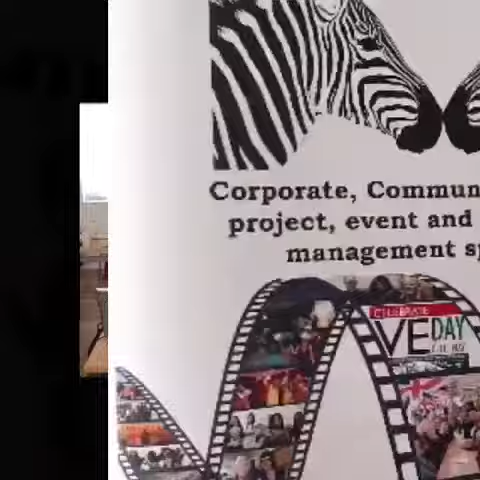 Corporate, Commun
project, event and
management sp
CELEBRATE
VE DAY